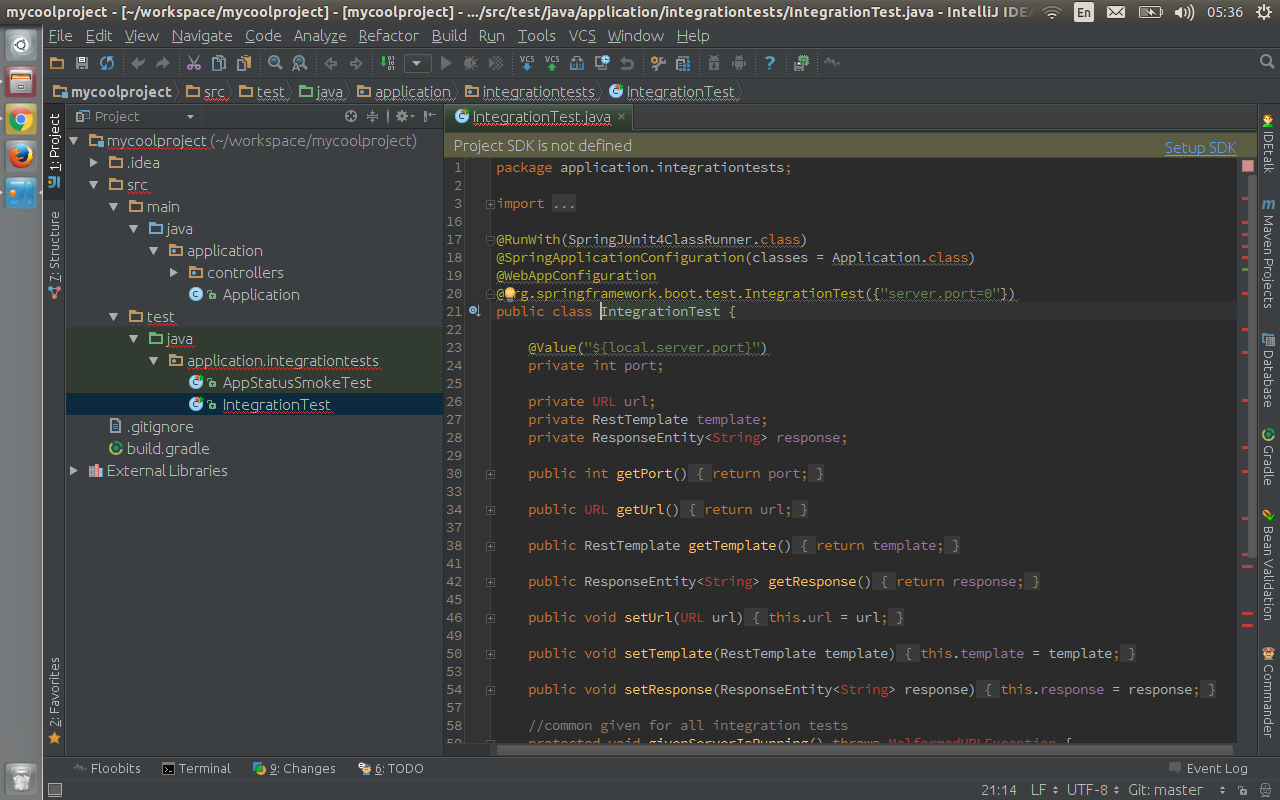 mycoolproject - [~/workspace/mycoolproject] - [mycoolproject] - .../src/test/java/application/integrationtests/IntegrationTest.java - IntelliJ IDEA
En
05:36
File Edit View Navigate Code Analyze Refactor Build Run Tools VCS Window Help
mycoolproject src test java application integrationtests IntegrationTest
1: Project
Z: Structure
2: Favorites
Project
mycoolproject (~/workspace/mycoolproject)
.idea
src
main
java
application
controllers
Application
test
java
application.integrationtests
AppStatusSmokeTest
IntegrationTest
.gitignore
build.gradle
External Libraries
IntegrationTest.java
Project SDK is not defined Setup SDK
1 package application.integrationtests;
2
3 import ...
16
17 @RunWith(SpringJUnit4ClassRunner.class)
18 @SpringApplicationConfiguration(classes = Application.class)
19 @WebAppConfiguration
20 @org.springframework.boot.test.IntegrationTest({"server.port=0"})
21 public class IntegrationTest {
22
23 @Value("${local.server.port}")
24 private int port;
25
26 private URL url;
27 private RestTemplate template;
28 private ResponseEntity<String> response;
29
30 public int getPort() { return port; }
33
34 public URL getUrl() { return url; }
37
38 public RestTemplate getTemplate() { return template; }
41
42 public ResponseEntity<String> getResponse() { return response; }
45
46 public void setUrl(URL url) { this.url = url; }
49
50 public void setTemplate(RestTemplate template) { this.template = template; }
53
54 public void setResponse(ResponseEntity<String> response) { this.response = response; }
57
58 //common given for all integration tests
59 protected void givenServerIsRunning() throws MalformedURLException {
IDEtalk
Maven Projects
Database
Gradle
Bean Validation
Commander
Floobits Terminal 9: Changes 6: TODO Event Log
21:14 LF UTF-8 Git: master